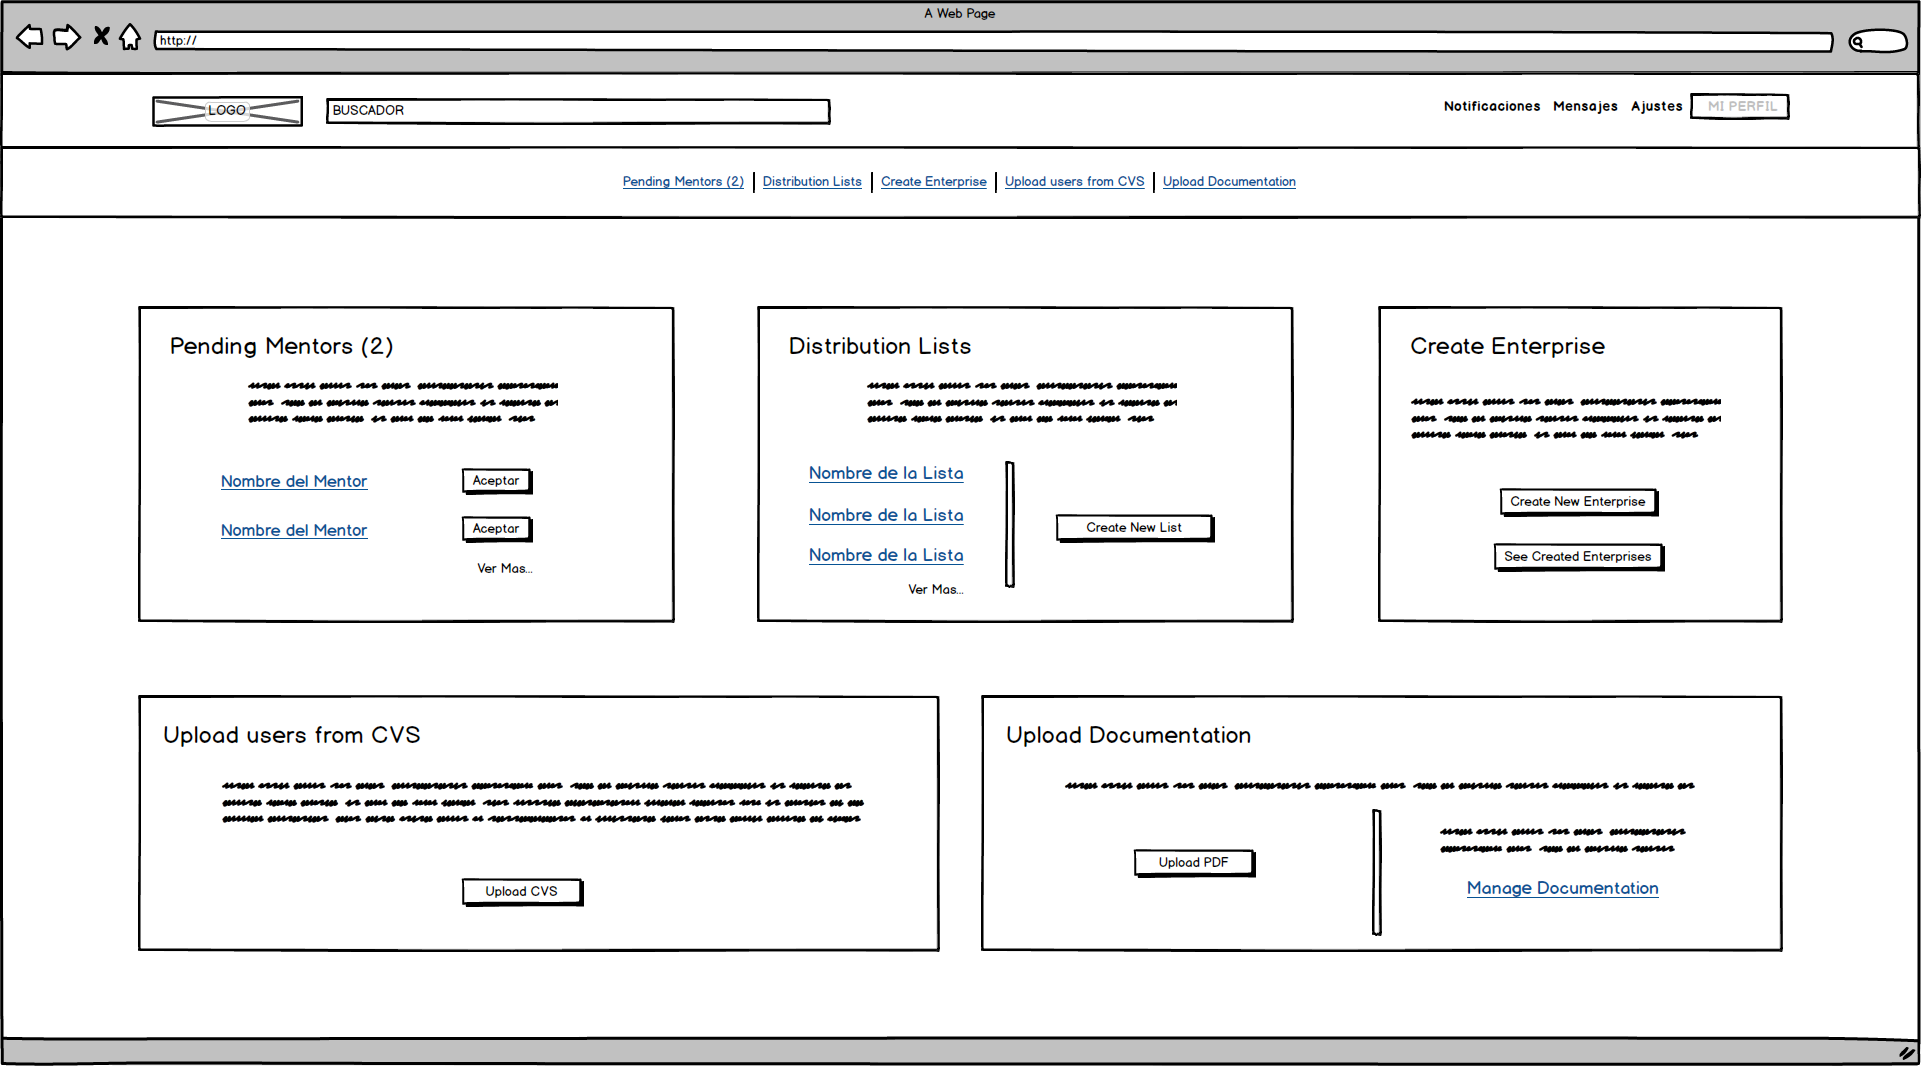 A Web Page
http://
LOGO
BUSCADOR
Notificaciones Mensajes Ajustes MI PERFIL
Pending Mentors (2) Distribution Lists Create Enterprise Upload users from CVS Upload Documentation
Pending Mentors (2)
Nombre del Mentor Aceptar
Nombre del Mentor Aceptar
Ver Mas...
Distribution Lists
Nombre de la Lista
Nombre de la Lista
Nombre de la Lista
Ver Mas...
Create New List
Create Enterprise
Create New Enterprise
See Created Enterprises
Upload users from CVS
Upload CVS
Upload Documentation
Upload PDF
Manage Documentation